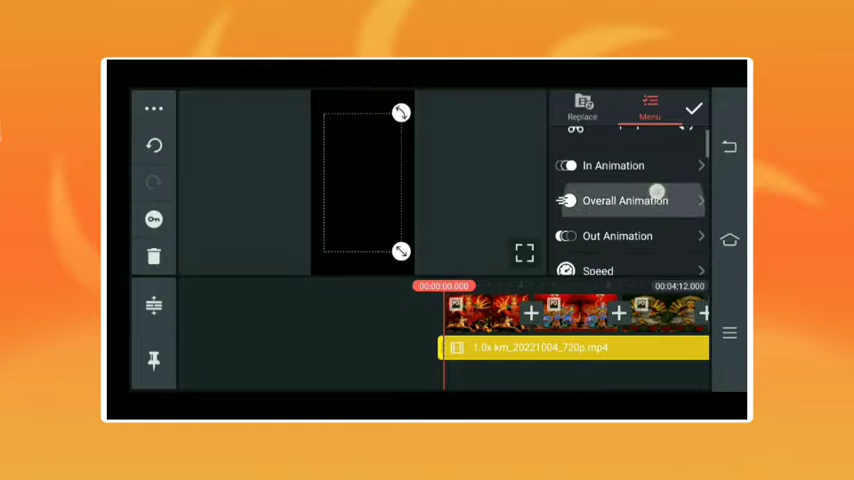 Replace
Menu
In Animation
Overall Animation
Out Animation
Speed
00:00:00.000
00:04:12.000
1.0x km_20221004_720p.mp4